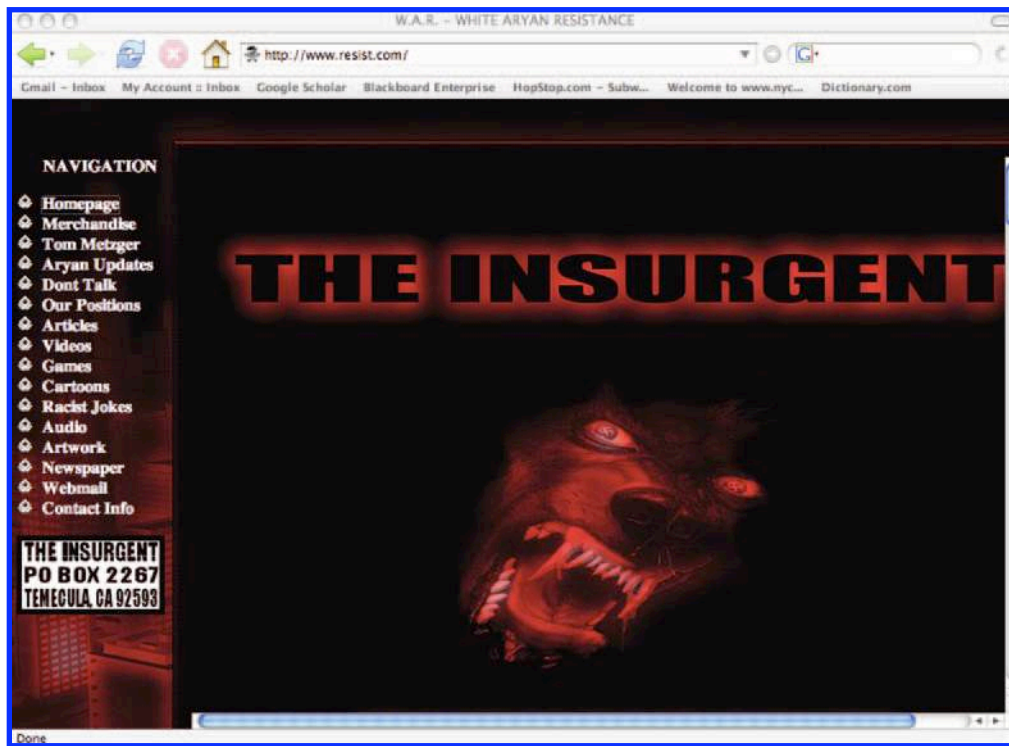 W.A.R. – WHITE ARYAN RESISTANCE
http://www.resist.com/
G
Gmail – Inbox My Account :: Inbox Google Scholar Blackboard Enterprise HopStop.com – Subw... Welcome to www.nyc... Dictionary.com
NAVIGATION
Homepage
Merchandise
Tom Metzger
Aryan Updates
Dont Talk
Our Positions
Articles
Videos
Games
Cartoons
Racist Jokes
Audio
Artwork
Newspaper
Webmail
Contact Info
THE INSURGENT
PO BOX 2267
TEMECULA, CA 92593
THE INSURGENT
Done